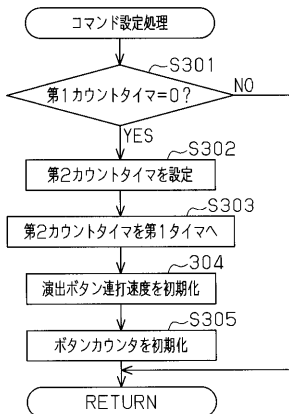 コマンド設定処理
S301
第1カウントタイマ=0?
NO
YES
S302
第2カウントタイマを設定
S303
第2カウントタイマを第1タイマへ
304
演出ボタン連打速度を初期化
S305
ボタンカウンタを初期化
RETURN